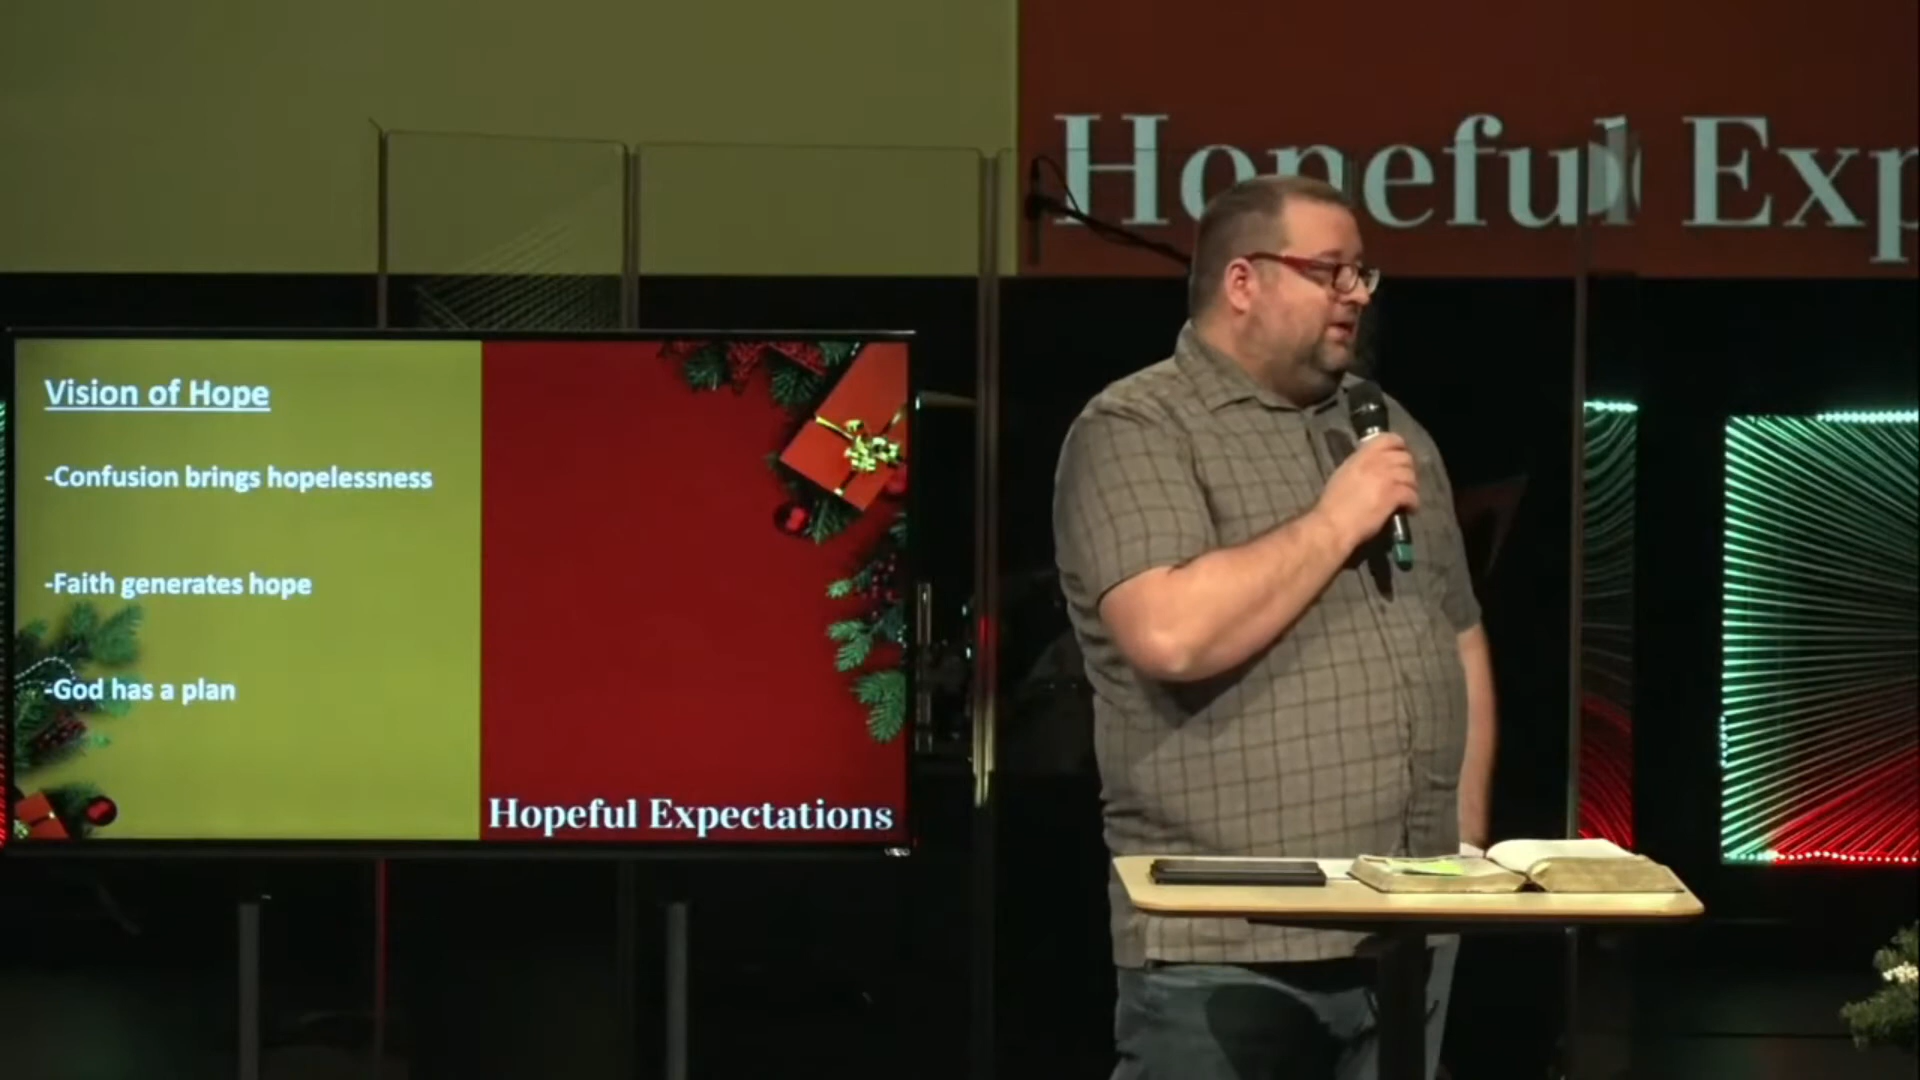 Hopeful Exp
Vision of Hope
-Confusion brings hopelessness
-Faith generates hope
-God has a plan
Hopeful Expectations